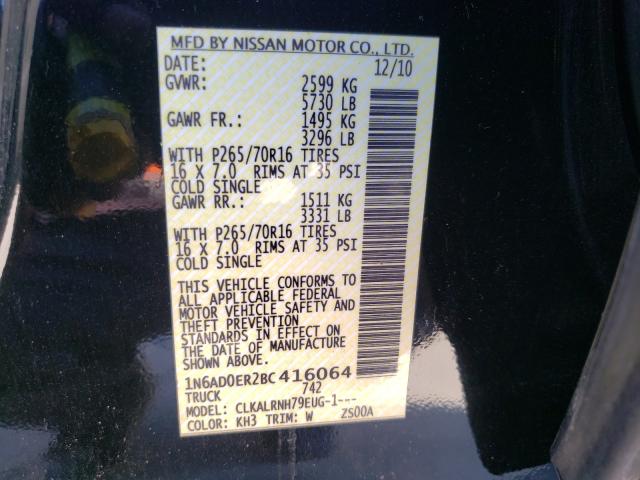 MFD BY NISSAN MOTOR CO., LTD.
DATE: 12/10
GVWR: 2599 KG
5730 LB
GAWR FR.: 1495 KG
3296 LB
WITH P265/70R16 TIRES
16 X 7.0 RIMS AT 35 PSI
COLD SINGLE
GAWR RR.: 1511 KG
3331 LB
WITH P265/70R16 TIRES
16 X 7.0 RIMS AT 35 PSI
COLD SINGLE
THIS VEHICLE CONFORMS TO
ALL APPLICABLE FEDERAL
MOTOR VEHICLE SAFETY AND
THEFT PREVENTION
STANDARDS IN EFFECT ON
THE DATE OF MANUFACTURE
SHOWN ABOVE.
1N6AD0ER2BC416064
TRUCK 742
MODEL: CLKALRNH79EUG-1---
COLOR: KH3 TRIM: W ZS00A